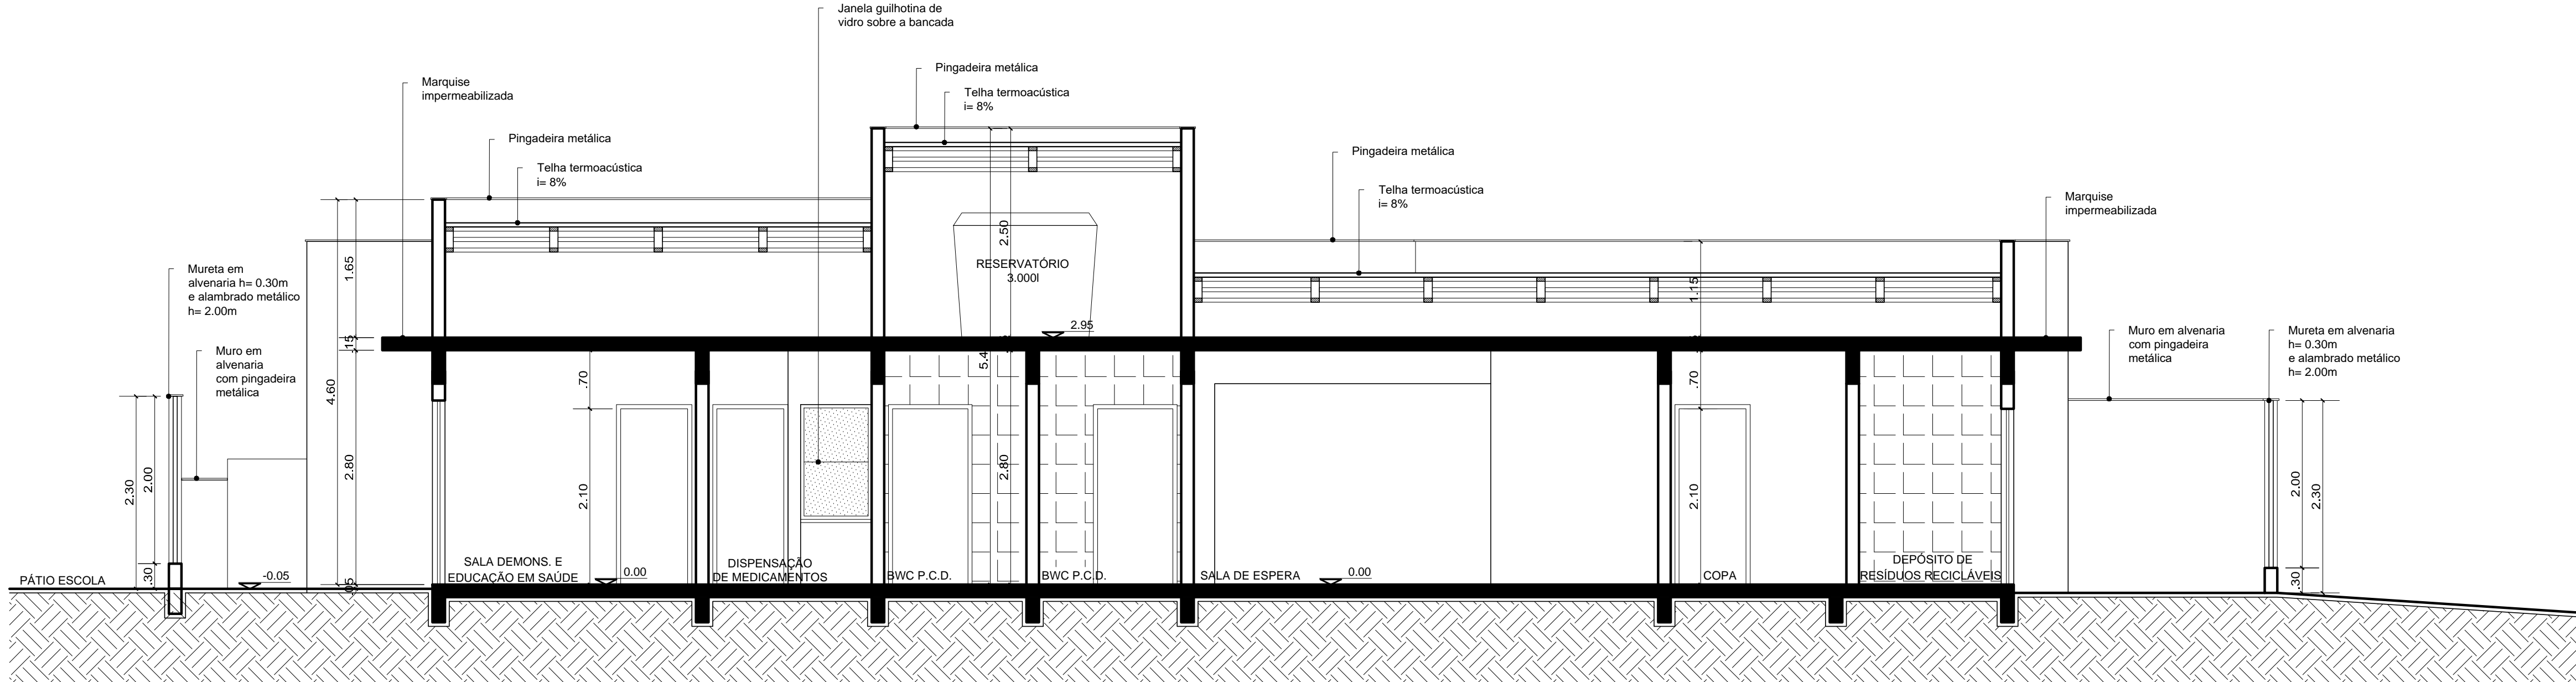 Janela guilhotina de
vidro sobre a bancada
Pingadeira metálica
Telha termoacústica
i= 8%
Marquise
impermeabilizada
Pingadeira metálica
Telha termoacústica
i= 8%
Pingadeira metálica
Telha termoacústica
i= 8%
Marquise
impermeabilizada
Mureta em
alvenaria h= 0.30m
e alambrado metálico
h= 2.00m
Muro em
alvenaria
com pingadeira
metálica
RESERVATÓRIO
3.000l
2.95
Muro em alvenaria
com pingadeira
metálica
Mureta em alvenaria
h= 0.30m
e alambrado metálico
h= 2.00m
2.30
2.00
.30
4.60
1.65
.15
2.80
.05
.70
2.10
2.50
2.80
1.15
.70
2.10
2.00
.30
2.30
PÁTIO ESCOLA
-0.05
SALA DEMONS. E
EDUCAÇÃO EM SAÚDE
0.00
DISPENSAÇÃO
DE MEDICAMENTOS
BWC P.C.D.
BWC P.C.D.
SALA DE ESPERA
0.00
COPA
DEPÓSITO DE
RESÍDUOS RECICLÁVEIS